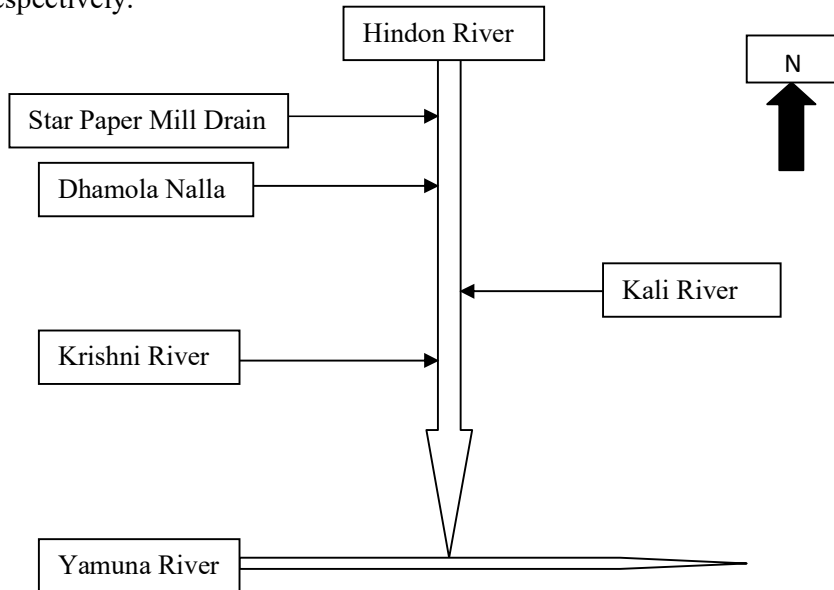 espectively.
Hindon River
N
Star Paper Mill Drain
Dhamola Nalla
Kali River
Krishni River
Yamuna River